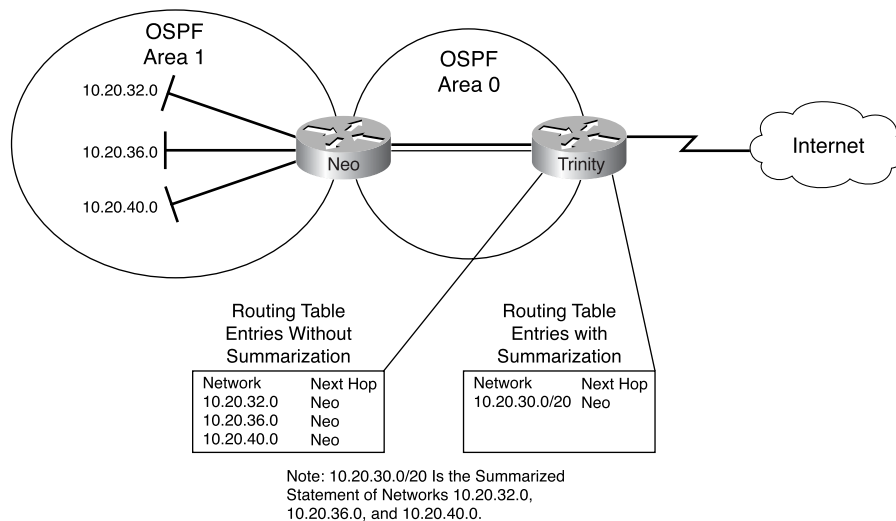 OSPF
Area 1
10.20.32.0
10.20.36.0
10.20.40.0
Neo
OSPF
Area 0
Trinity
Internet
Routing Table
Entries Without
Summarization
Network Next Hop
10.20.32.0 Neo
10.20.36.0 Neo
10.20.40.0 Neo
Routing Table
Entries with
Summarization
Network Next Hop
10.20.30.0/20 Neo
Note: 10.20.30.0/20 Is the Summarized
Statement of Networks 10.20.32.0,
10.20.36.0, and 10.20.40.0.